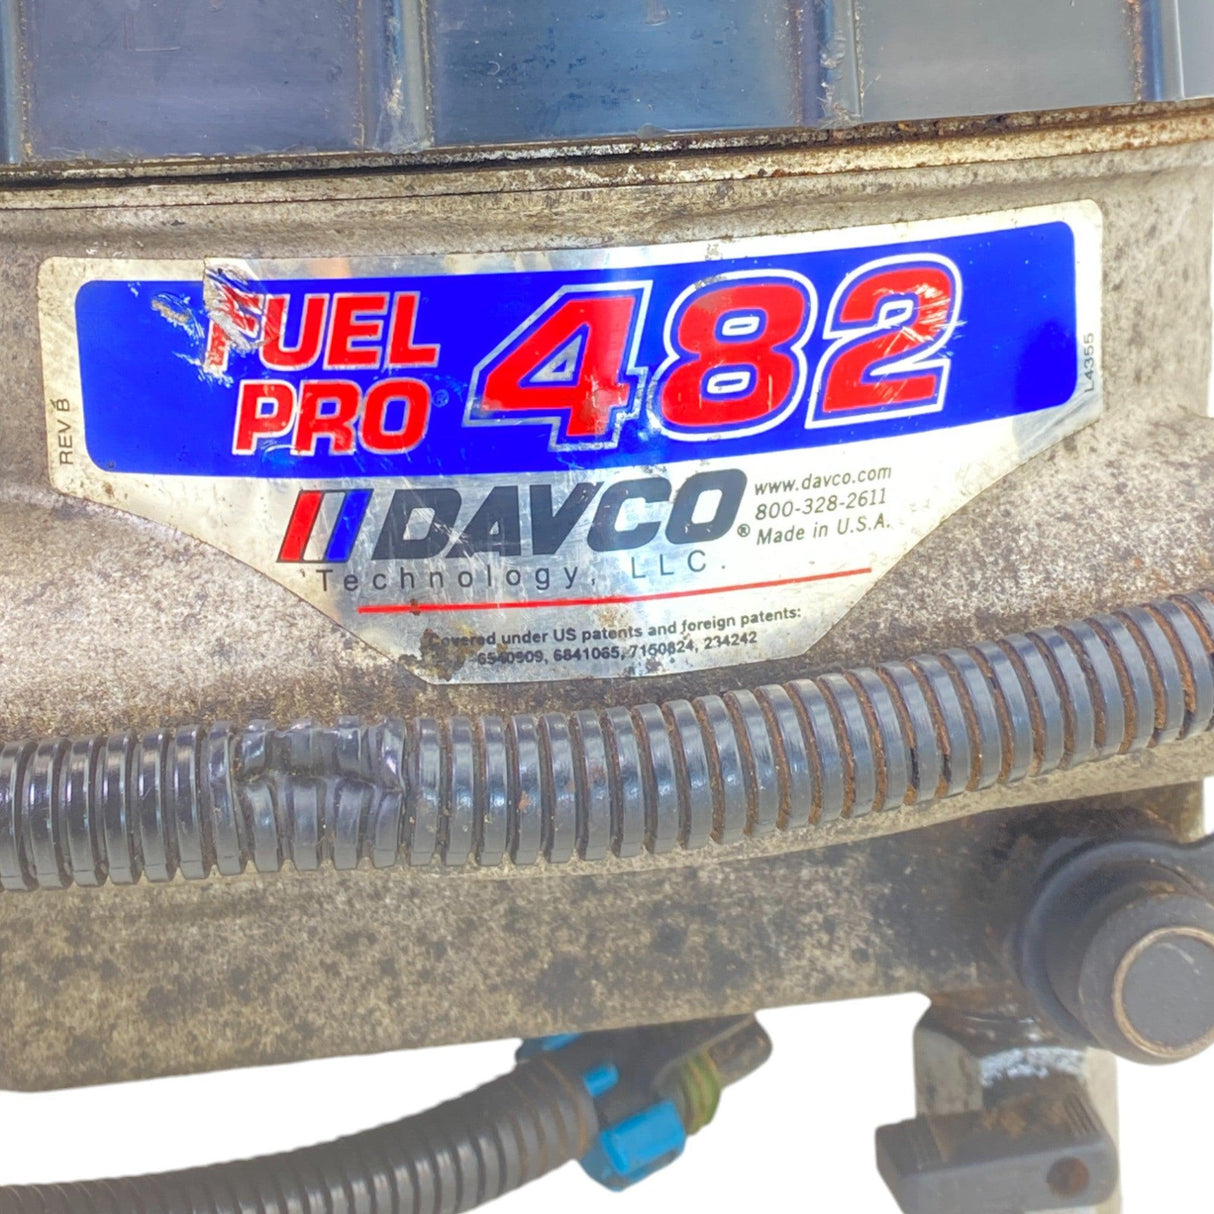 FUEL
PRO® 482
REV B
L4355
DAVCO®
Technology, LLC.
www.davco.com
800-328-2611
Made in U.S.A.
Covered under US patents and foreign patents:
6540909, 6841065, 7150824, 234242